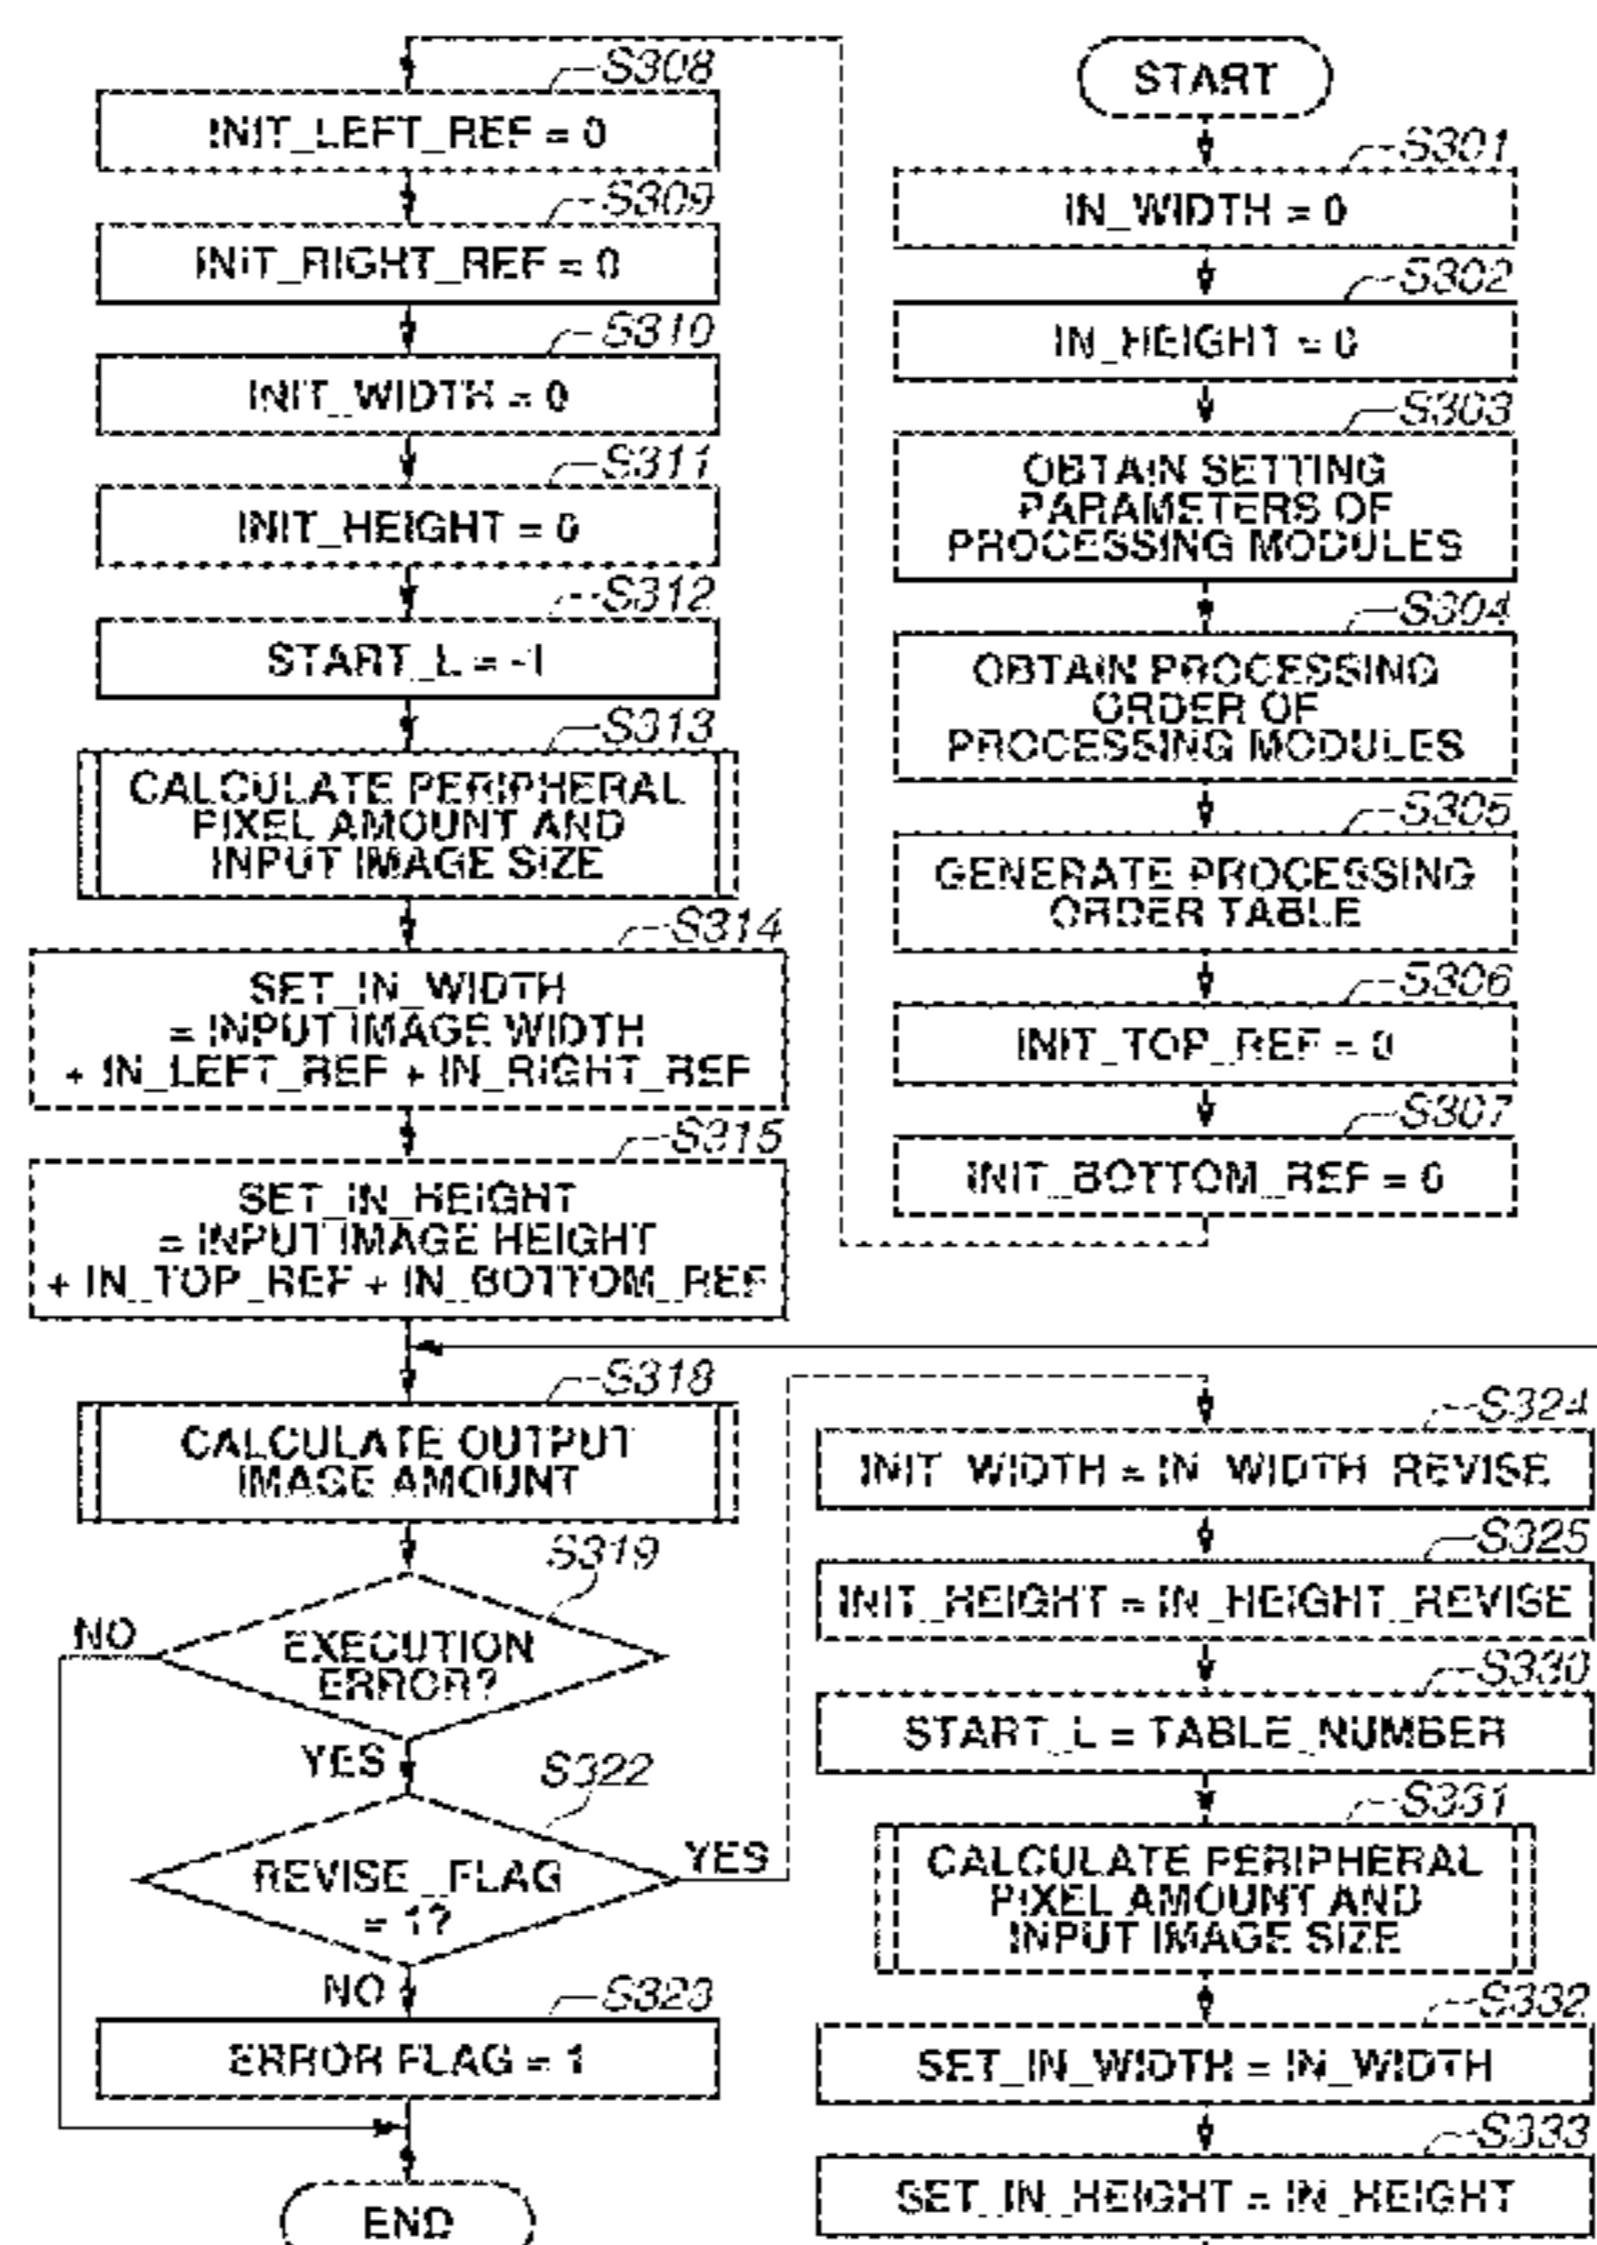 START
S301
IN_WIDTH = 0
S302
IN_HEIGHT = 0
S303
OBTAIN SETTING
PARAMETERS OF
PROCESSING MODULES
S304
OBTAIN PROCESSING
ORDER OF
PROCESSING MODULES
S305
GENERATE PROCESSING
ORDER TABLE
S306
INIT_TOP_REF = 0
S307
INIT_BOTTOM_REF = 0
S308
INIT_LEFT_REF = 0
S309
INIT_RIGHT_REF = 0
S310
INIT_WIDTH = 0
S311
INIT_HEIGHT = 0
S312
START_L = -1
S313
CALCULATE PERIPHERAL
PIXEL AMOUNT AND
INPUT IMAGE SIZE
S314
SET_IN_WIDTH
= INPUT IMAGE WIDTH
+ IN_LEFT_REF + IN_RIGHT_REF
S315
SET_IN_HEIGHT
= INPUT IMAGE HEIGHT
+ IN_TOP_REF + IN_BOTTOM_REF
S318
CALCULATE OUTPUT
IMAGE AMOUNT
S319
EXECUTION
ERROR?
NO
YES
S322
REVISE_FLAG
= 1?
YES
NO
S323
ERROR FLAG = 1
END
S324
INIT_WIDTH = IN_WIDTH_REVISE
S325
INIT_HEIGHT = IN_HEIGHT_REVISE
S330
START_L = TABLE_NUMBER
S331
CALCULATE PERIPHERAL
PIXEL AMOUNT AND
INPUT IMAGE SIZE
S332
SET_IN_WIDTH = IN_WIDTH
S333
SET_IN_HEIGHT = IN_HEIGHT